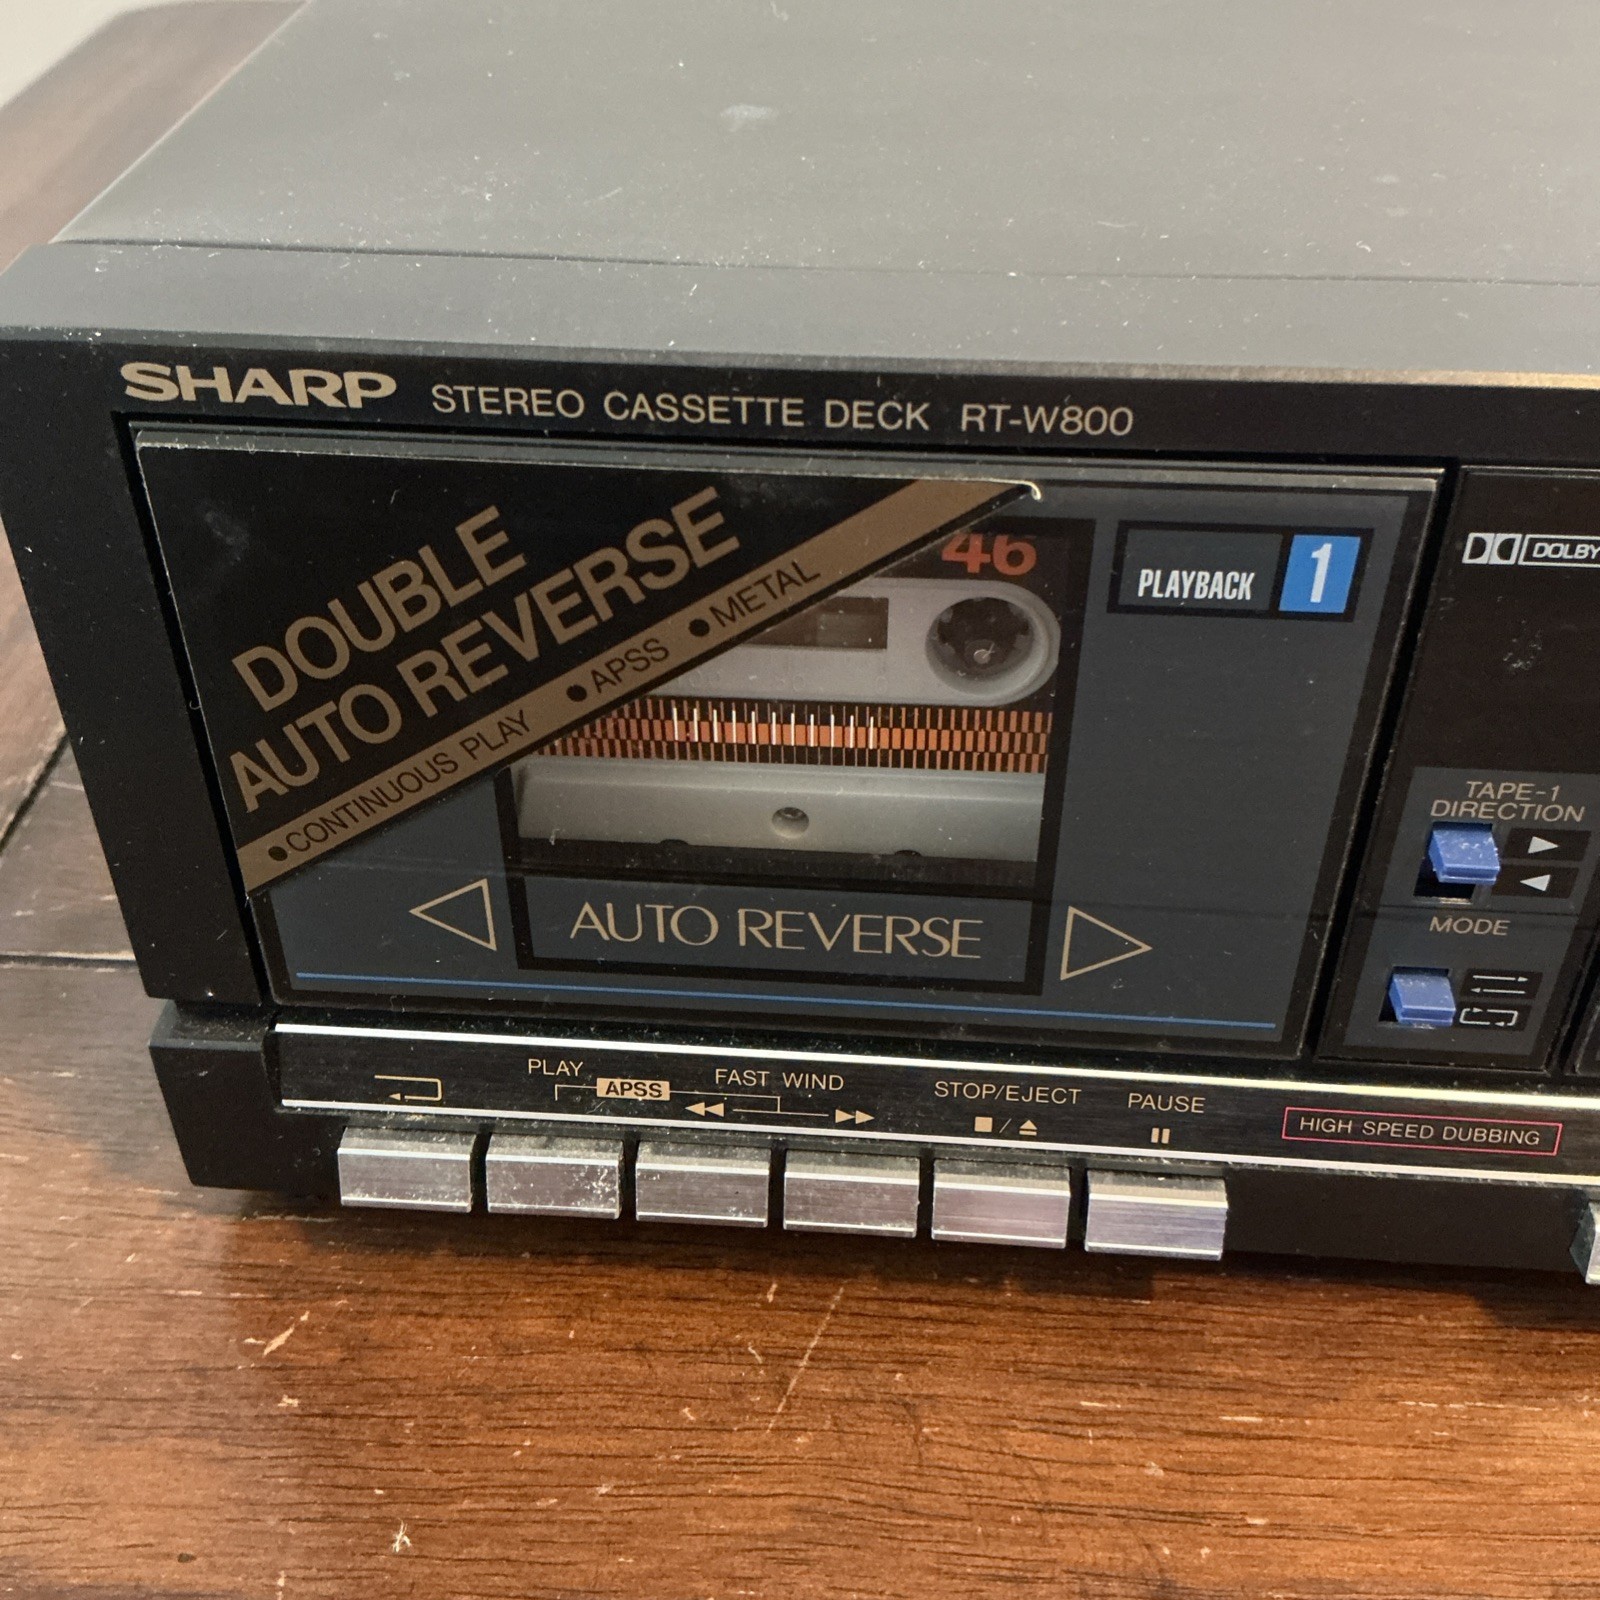 SHARP STEREO CASSETTE DECK RT-W800
DOUBLE
AUTO REVERSE
●CONTINUOUS PLAY ●APSS ●METAL
46
PLAYBACK 1
DOLBY
TAPE-1
DIRECTION
MODE
AUTO REVERSE
PLAY
APSS
FAST WIND
STOP/EJECT
PAUSE
HIGH SPEED DUBBING